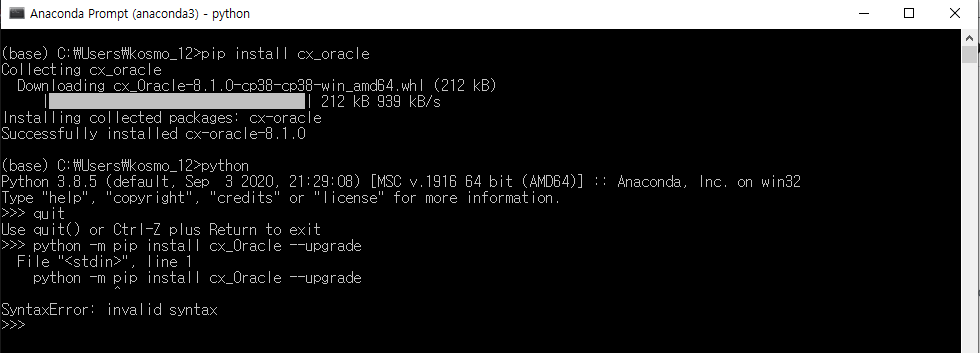 Anaconda Prompt (anaconda3) - python
(base) C:₩Users₩kosmo_12>pip install cx_oracle
Collecting cx_oracle
  Downloading cx_Oracle-8.1.0-cp38-cp38-win_amd64.whl (212 kB)
     |████████████████████████████████| 212 kB 939 kB/s
Installing collected packages: cx-oracle
Successfully installed cx-oracle-8.1.0
(base) C:₩Users₩kosmo_12>python
Python 3.8.5 (default, Sep  3 2020, 21:29:08) [MSC v.1916 64 bit (AMD64)] :: Anaconda, Inc. on win32
Type "help", "copyright", "credits" or "license" for more information.
>>> quit
Use quit() or Ctrl-Z plus Return to exit
>>> python -m pip install cx_Oracle --upgrade
  File "<stdin>", line 1
    python -m pip install cx_Oracle --upgrade
              ^
SyntaxError: invalid syntax
>>>